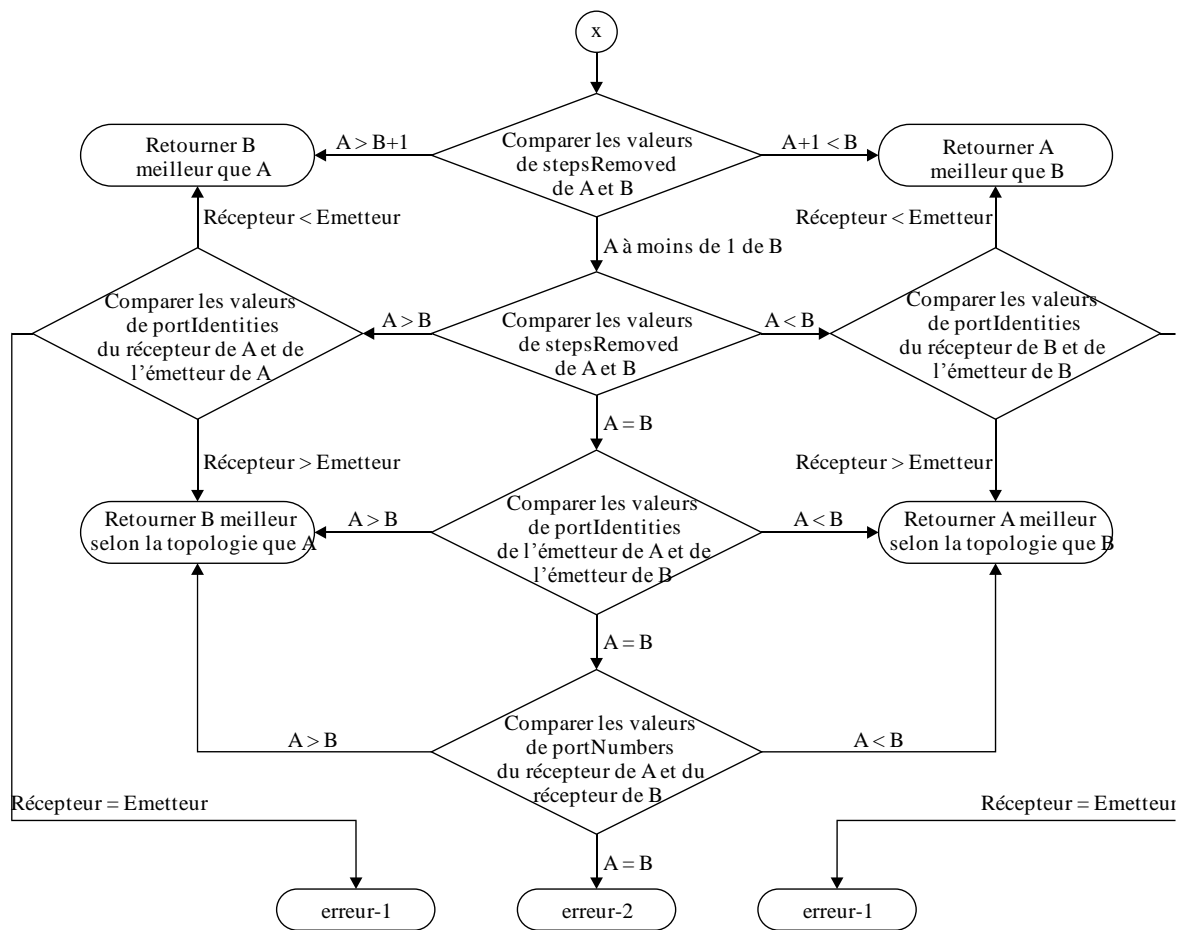 x
Comparer les valeurs
de stepsRemoved
de A et B
A > B+1
A+1 < B
Retourner B
meilleur que A
Retourner A
meilleur que B
Récepteur < Emetteur
Récepteur < Emetteur
A à moins de 1 de B
Comparer les valeurs
de portIdentities
du récepteur de A et de
l'émetteur de A
A > B
Comparer les valeurs
de stepsRemoved
de A et B
A < B
Comparer les valeurs
de portIdentities
du récepteur de B et de
l'émetteur de B
A = B
Récepteur > Emetteur
Récepteur > Emetteur
Retourner B meilleur
selon la topologie que A
A > B
Comparer les valeurs
de portIdentities
de l'émetteur de A et de
l'émetteur de B
A < B
Retourner A meilleur
selon la topologie que B
A = B
A > B
Comparer les valeurs
de portNumbers
du récepteur de A et du
récepteur de B
A < B
Récepteur = Emetteur
Récepteur = Emetteur
A = B
erreur-1
erreur-2
erreur-1